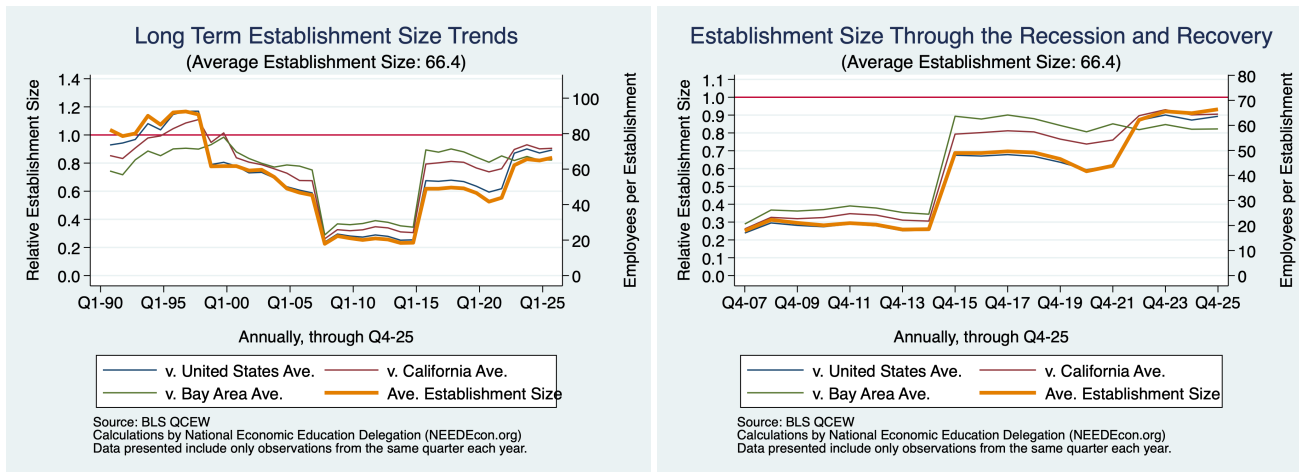 Long Term Establishment Size Trends
(Average Establishment Size: 66.4)
Relative Establishment Size
1.4
1.2
1.0
0.8
0.6
0.4
0.2
0.0
100
80
60
40
20
0
Employees per Establishment
Q1-90 Q1-95 Q1-00 Q1-05 Q1-10 Q1-15 Q1-20 Q1-25
Annually, through Q4-25
v. United States Ave. v. California Ave.
v. Bay Area Ave. Ave. Establishment Size
Source: BLS QCEW
Calculations by National Economic Education Delegation (NEEDEcon.org)
Data presented include only observations from the same quarter each year.
Establishment Size Through the Recession and Recovery
(Average Establishment Size: 66.4)
Relative Establishment Size
1.1
1.0
0.9
0.8
0.7
0.6
0.5
0.4
0.3
0.2
0.1
0.0
80
70
60
50
40
30
20
10
0
Employees per Establishment
Q4-07 Q4-09 Q4-11 Q4-13 Q4-15 Q4-17 Q4-19 Q4-21 Q4-23 Q4-25
Annually, through Q4-25
v. United States Ave. v. California Ave.
v. Bay Area Ave. Ave. Establishment Size
Source: BLS QCEW
Calculations by National Economic Education Delegation (NEEDEcon.org)
Data presented include only observations from the same quarter each year.